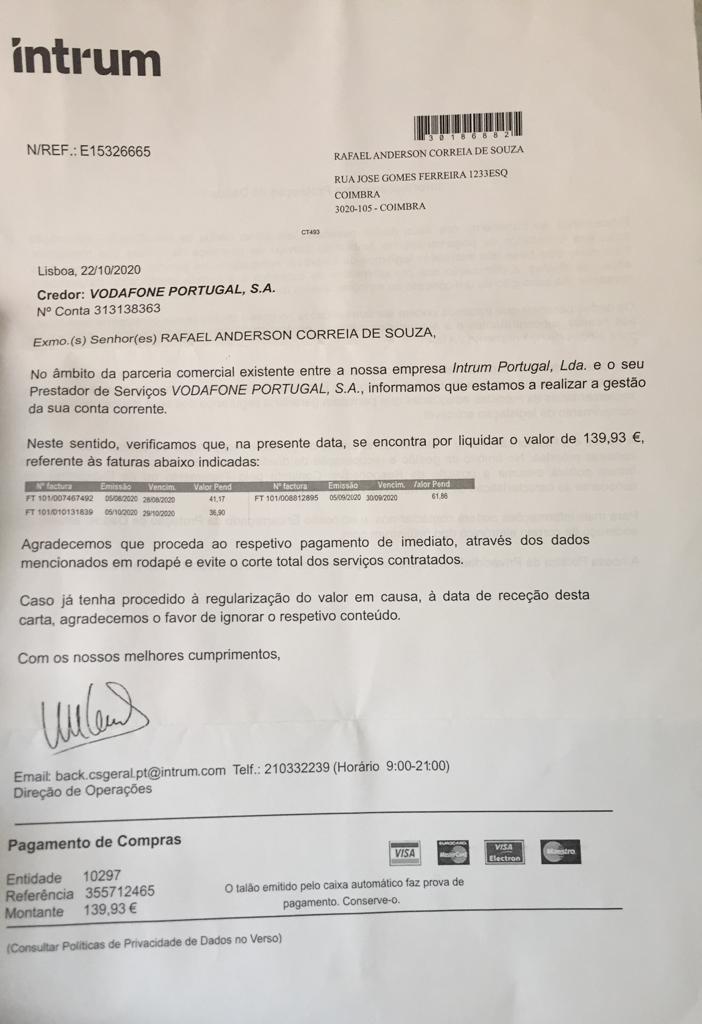 intrum
30186882
N/REF.: E15326665
RAFAEL ANDERSON CORREIA DE SOUZA
RUA JOSE GOMES FERREIRA 1233ESQ
COIMBRA
3020-105 - COIMBRA
CT493
Lisboa, 22/10/2020
Credor: VODAFONE PORTUGAL, S.A.
Nº Conta 313138363
Exmo.(s) Senhor(es) RAFAEL ANDERSON CORREIA DE SOUZA,
No âmbito da parceria comercial existente entre a nossa empresa Intrum Portugal, Lda. e o seu
Prestador de Serviços VODAFONE PORTUGAL, S.A., informamos que estamos a realizar a gestão
da sua conta corrente.
Neste sentido, verificamos que, na presente data, se encontra por liquidar o valor de 139,93 €,
referente às faturas abaixo indicadas:
Nº factura Emissão Vencim. Valor Pend Nº factura Emissão Vencim. Valor Pend
FT 101/007467492 05/08/2020 28/08/2020 41,17 FT 101/008812895 05/09/2020 30/09/2020 61,86
FT 101/010131839 05/10/2020 29/10/2020 36,90
Agradecemos que proceda ao respetivo pagamento de imediato, através dos dados
mencionados em rodapé e evite o corte total dos serviços contratados.
Caso já tenha procedido à regularização do valor em causa, à data de receção desta
carta, agradecemos o favor de ignorar o respetivo conteúdo.
Com os nossos melhores cumprimentos,
Email: back.csgeral.pt@intrum.com Telf.: 210332239 (Horário 9:00-21:00)
Direção de Operações
Pagamento de Compras
VISA
EUROCARD
MasterCard
VISA
Electron
Maestro
Entidade 10297
Referência 355712465
Montante 139,93 €
O talão emitido pelo caixa automático faz prova de
pagamento. Conserve-o.
(Consultar Políticas de Privacidade de Dados no Verso)